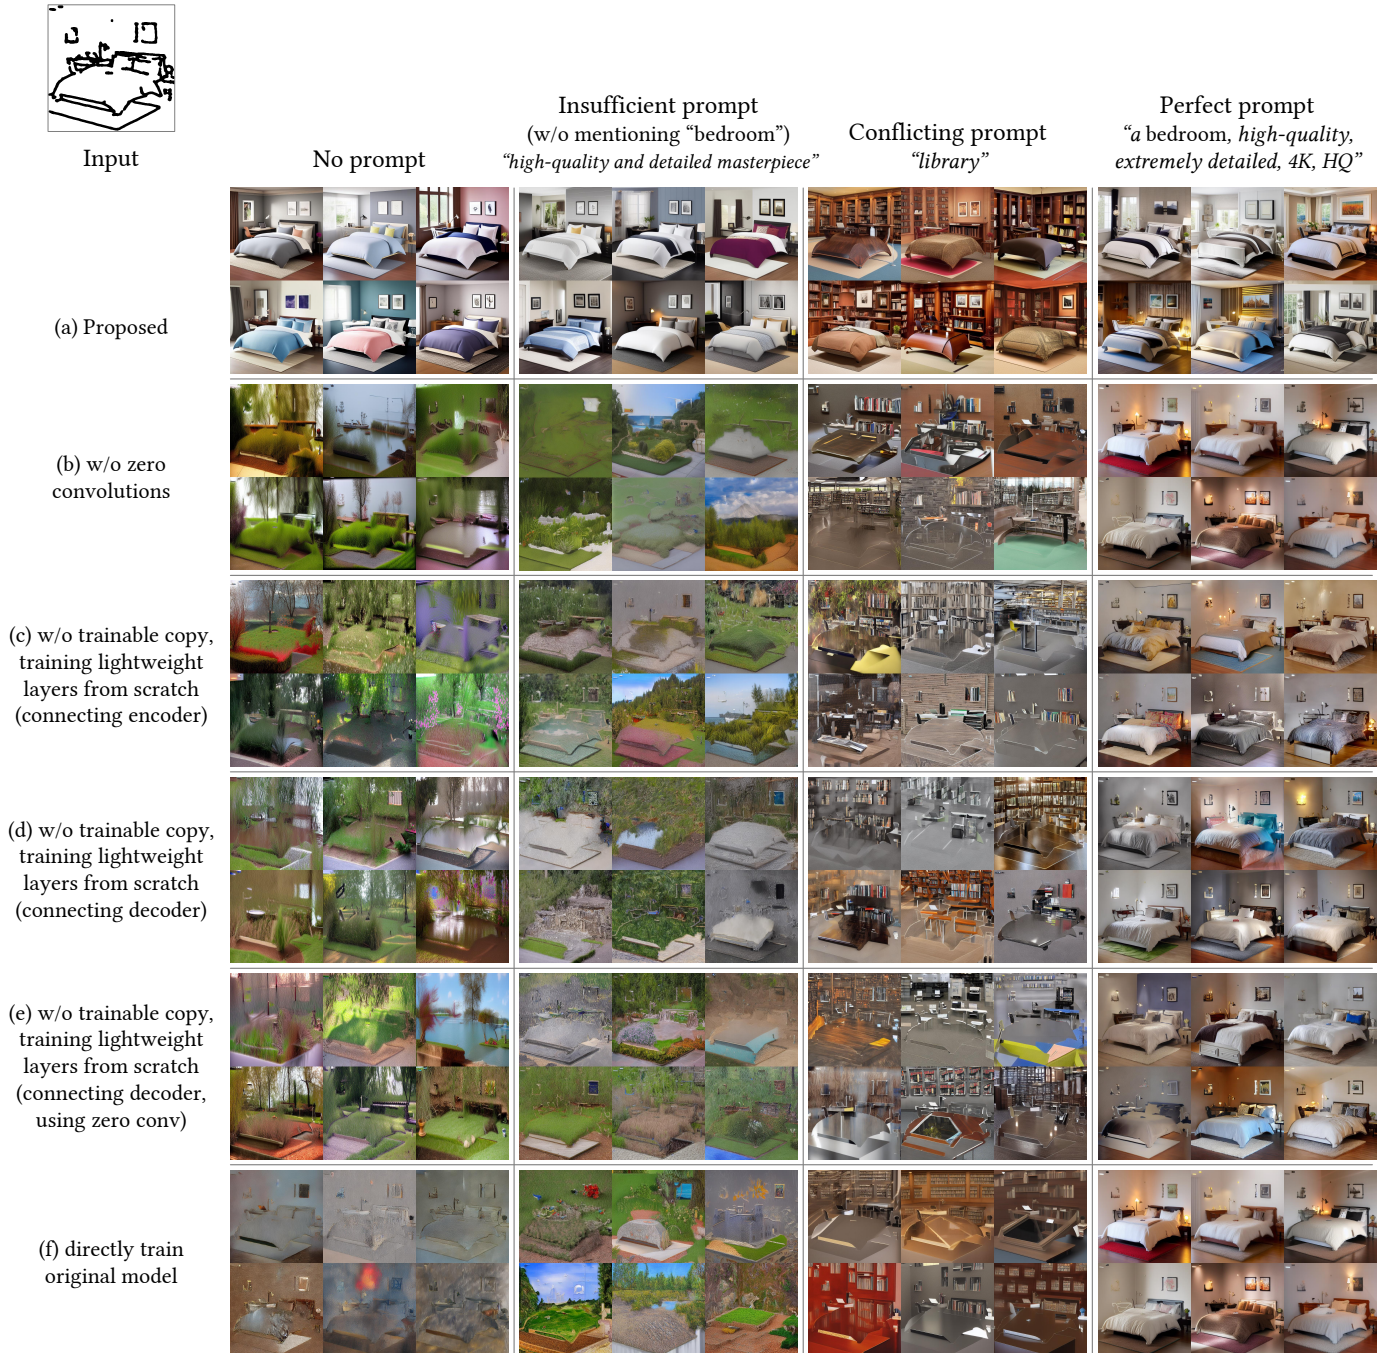 Input
No prompt
Insufficient prompt
(w/o mentioning “bedroom”)
“high-quality and detailed masterpiece”
Conflicting prompt
“library”
Perfect prompt
“a bedroom, high-quality,
extremely detailed, 4K, HQ”
(a) Proposed
(b) w/o zero
convolutions
(c) w/o trainable copy,
training lightweight
layers from scratch
(connecting encoder)
(d) w/o trainable copy,
training lightweight
layers from scratch
(connecting decoder)
(e) w/o trainable copy,
training lightweight
layers from scratch
(connecting decoder,
using zero conv)
(f) directly train
original model